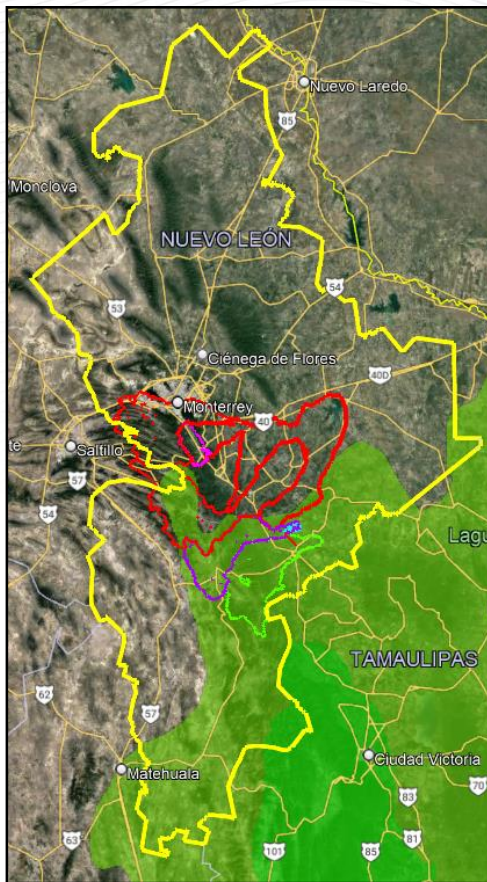 Nuevo Laredo
85
Monclova
NUEVO LEÓN
54
53
Ciénega de Flores
40D
Monterrey
40
te
Saltillo
57
54
Lagu
TAMAULIPAS
62
57
Ciudad Victoria
Matehuala
70
83
63
81
101
85